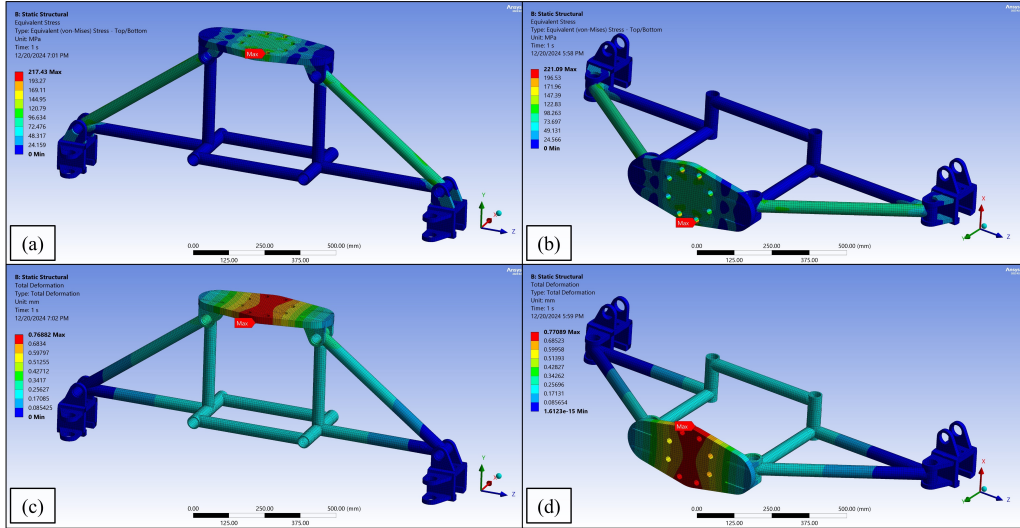 B: Static Structural
Equivalent Stress
Type: Equivalent (von-Mises) Stress - Top/Bottom
Unit: MPa
Time: 1 s
12/20/2024 7:01 PM
217.43 Max
193.27
169.11
144.95
120.79
96.634
72.476
48.317
24.159
0 Min
Max
Y
X
Z
0.00 250.00 500.00 (mm)
125.00 375.00
(a)
B: Static Structural
Equivalent Stress
Type: Equivalent (von-Mises) Stress - Top/Bottom
Unit: MPa
Time: 1 s
12/20/2024 5:58 PM
221.09 Max
196.53
171.96
147.39
122.83
98.263
73.697
49.131
24.566
0 Min
Max
X
Y
Z
0.00 250.00 500.00 (mm)
125.00 375.00
(b)
B: Static Structural
Total Deformation
Type: Total Deformation
Unit: mm
Time: 1 s
12/20/2024 7:02 PM
0.76882 Max
0.6834
0.59797
0.51255
0.42712
0.3417
0.25627
0.17085
0.085425
0 Min
Max
Y
X
Z
0.00 250.00 500.00 (mm)
125.00 375.00
(c)
B: Static Structural
Total Deformation
Type: Total Deformation
Unit: mm
Time: 1 s
12/20/2024 5:59 PM
0.77089 Max
0.68523
0.59958
0.51393
0.42827
0.34262
0.25696
0.17131
0.085654
1.6123e-15 Min
Max
X
Y
Z
0.00 250.00 500.00 (mm)
125.00 375.00
(d)